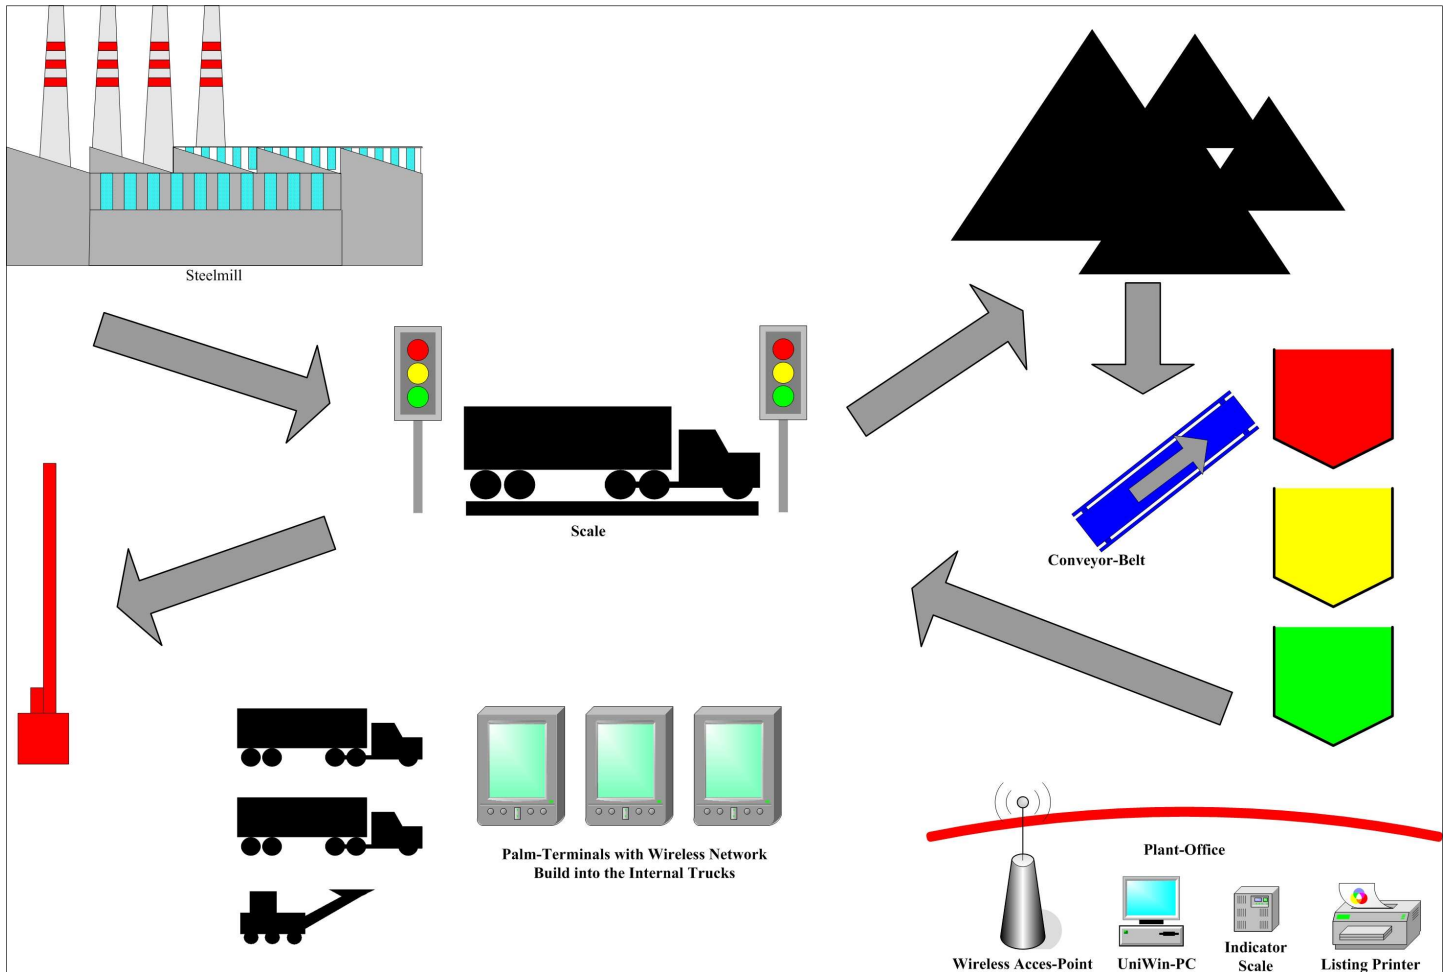 Steelmill
Scale
Conveyor-Belt
Palm-Terminals with Wireless Network
Build into the Internal Trucks
Plant-Office
Wireless Acces-Point
UniWin-PC
Indicator
Scale
Listing Printer